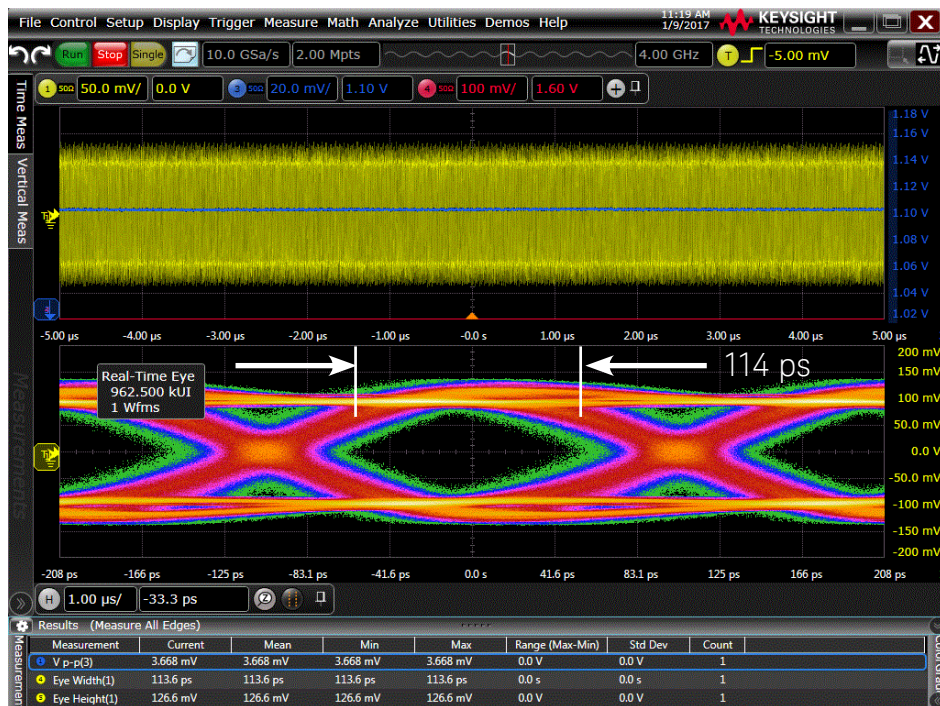 File Control Setup Display Trigger Measure Math Analyze Utilities Demos Help
11:19 AM
1/9/2017
KEYSIGHT
TECHNOLOGIES
Run Stop Single 10.0 GSa/s 2.00 Mpts 4.00 GHz T -5.00 mV
1 50Ω 50.0 mV/ 0.0 V 3 50Ω 20.0 mV/ 1.10 V 4 50Ω 100 mV/ 1.60 V
Time Meas
Vertical Meas
Measurements
1.18 V
1.16 V
1.14 V
1.12 V
1.10 V
1.08 V
1.06 V
1.04 V
1.02 V
-5.00 µs -4.00 µs -3.00 µs -2.00 µs -1.00 µs -0.0 s 1.00 µs 2.00 µs 3.00 µs 4.00 µs 5.00 µs
Real-Time Eye
962.500 kUI
1 Wfms
114 ps
200 mV
150 mV
100 mV
50.0 mV
0.0 V
-50.0 mV
-100 mV
-150 mV
-200 mV
-208 ps -166 ps -125 ps -83.1 ps -41.6 ps 0.0 s 41.6 ps 83.1 ps 125 ps 166 ps 208 ps
H 1.00 µs/ -33.3 ps
Results (Measure All Edges)
Measurement Current Mean Min Max Range (Max-Min) Std Dev Count
V p-p(3) 3.668 mV 3.668 mV 3.668 mV 3.668 mV 0.0 V 0.0 V 1
Eye Width(1) 113.6 ps 113.6 ps 113.6 ps 113.6 ps 0.0 s 0.0 s 1
Eye Height(1) 126.6 mV 126.6 mV 126.6 mV 126.6 mV 0.0 V 0.0 V 1